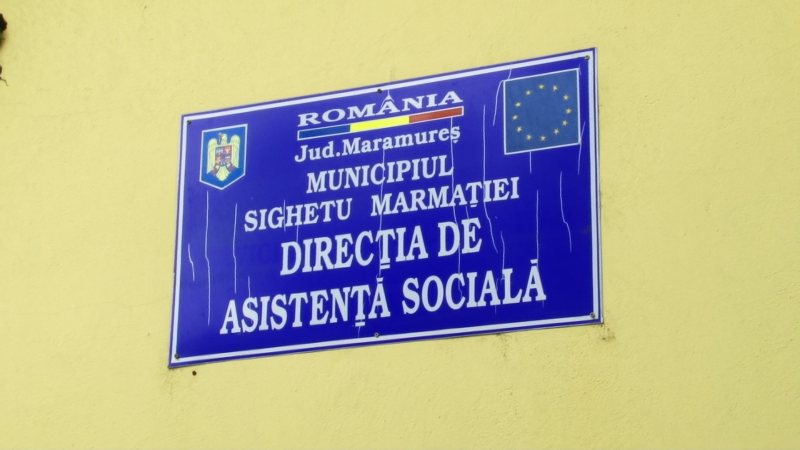 ROMÂNIA
Jud.Maramureș
MUNICIPIUL
SIGHETU MARMAȚIEI
DIRECȚIA DE
ASISTENȚĂ SOCIALĂ